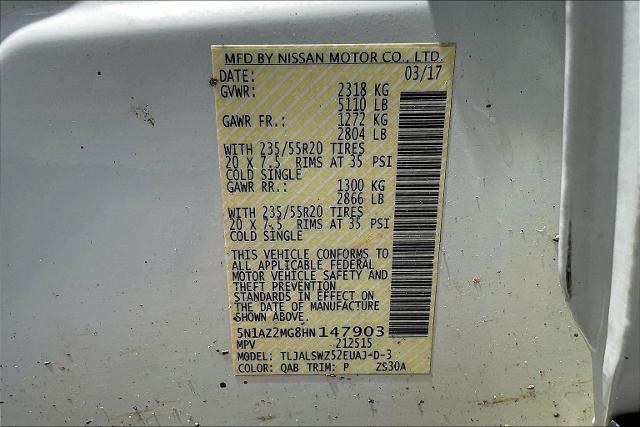 MFD BY NISSAN MOTOR CO., LTD.
DATE: 03/17
GVWR: 2318 KG
5110 LB
GAWR FR.: 1272 KG
2804 LB
WITH 235/55R20 TIRES
20 X 7.5 RIMS AT 35 PSI
COLD SINGLE
GAWR RR.: 1300 KG
2866 LB
WITH 235/55R20 TIRES
20 X 7.5 RIMS AT 35 PSI
COLD SINGLE
THIS VEHICLE CONFORMS TO
ALL APPLICABLE FEDERAL
MOTOR VEHICLE SAFETY AND
THEFT PREVENTION
STANDARDS IN EFFECT ON
THE DATE OF MANUFACTURE
SHOWN ABOVE.
5N1AZ2MG8HN147903
MPV 212515
MODEL: TLJALSWZ52EUAJ-D-3
COLOR: QAB TRIM: P ZS30A